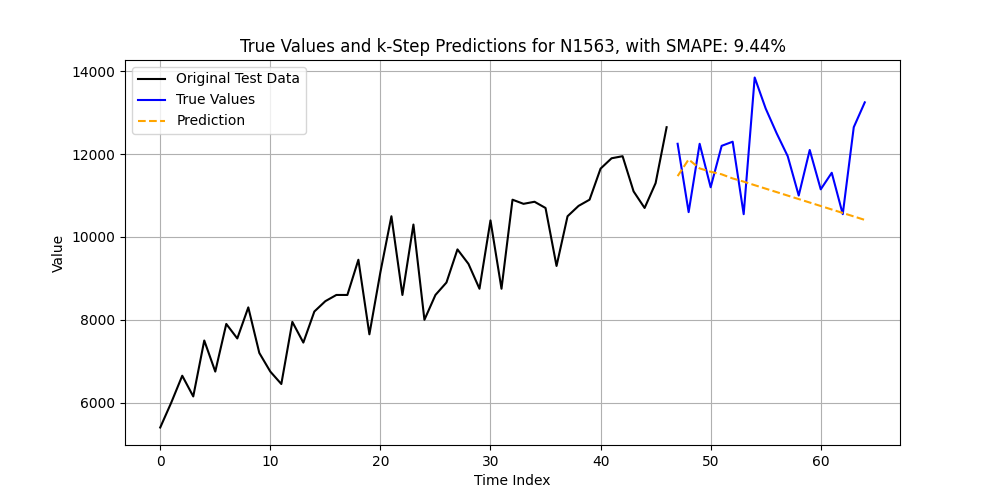 True Values and k-Step Predictions for N1563, with SMAPE: 9.44%
Original Test Data
True Values
Prediction
14000
12000
10000
8000
6000
Value
0 10 20 30 40 50 60
Time Index